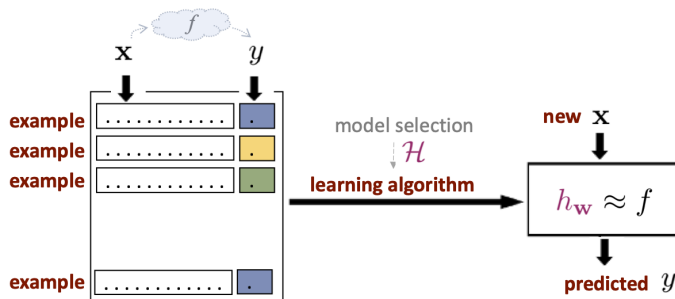 f
x y
example . . . . . . . . . . . . .
example . . . . . . . . . . . . .
example . . . . . . . . . . . . .
example . . . . . . . . . . . . .
model selection
ℋ
learning algorithm
new x
h_w ≈ f
predicted y